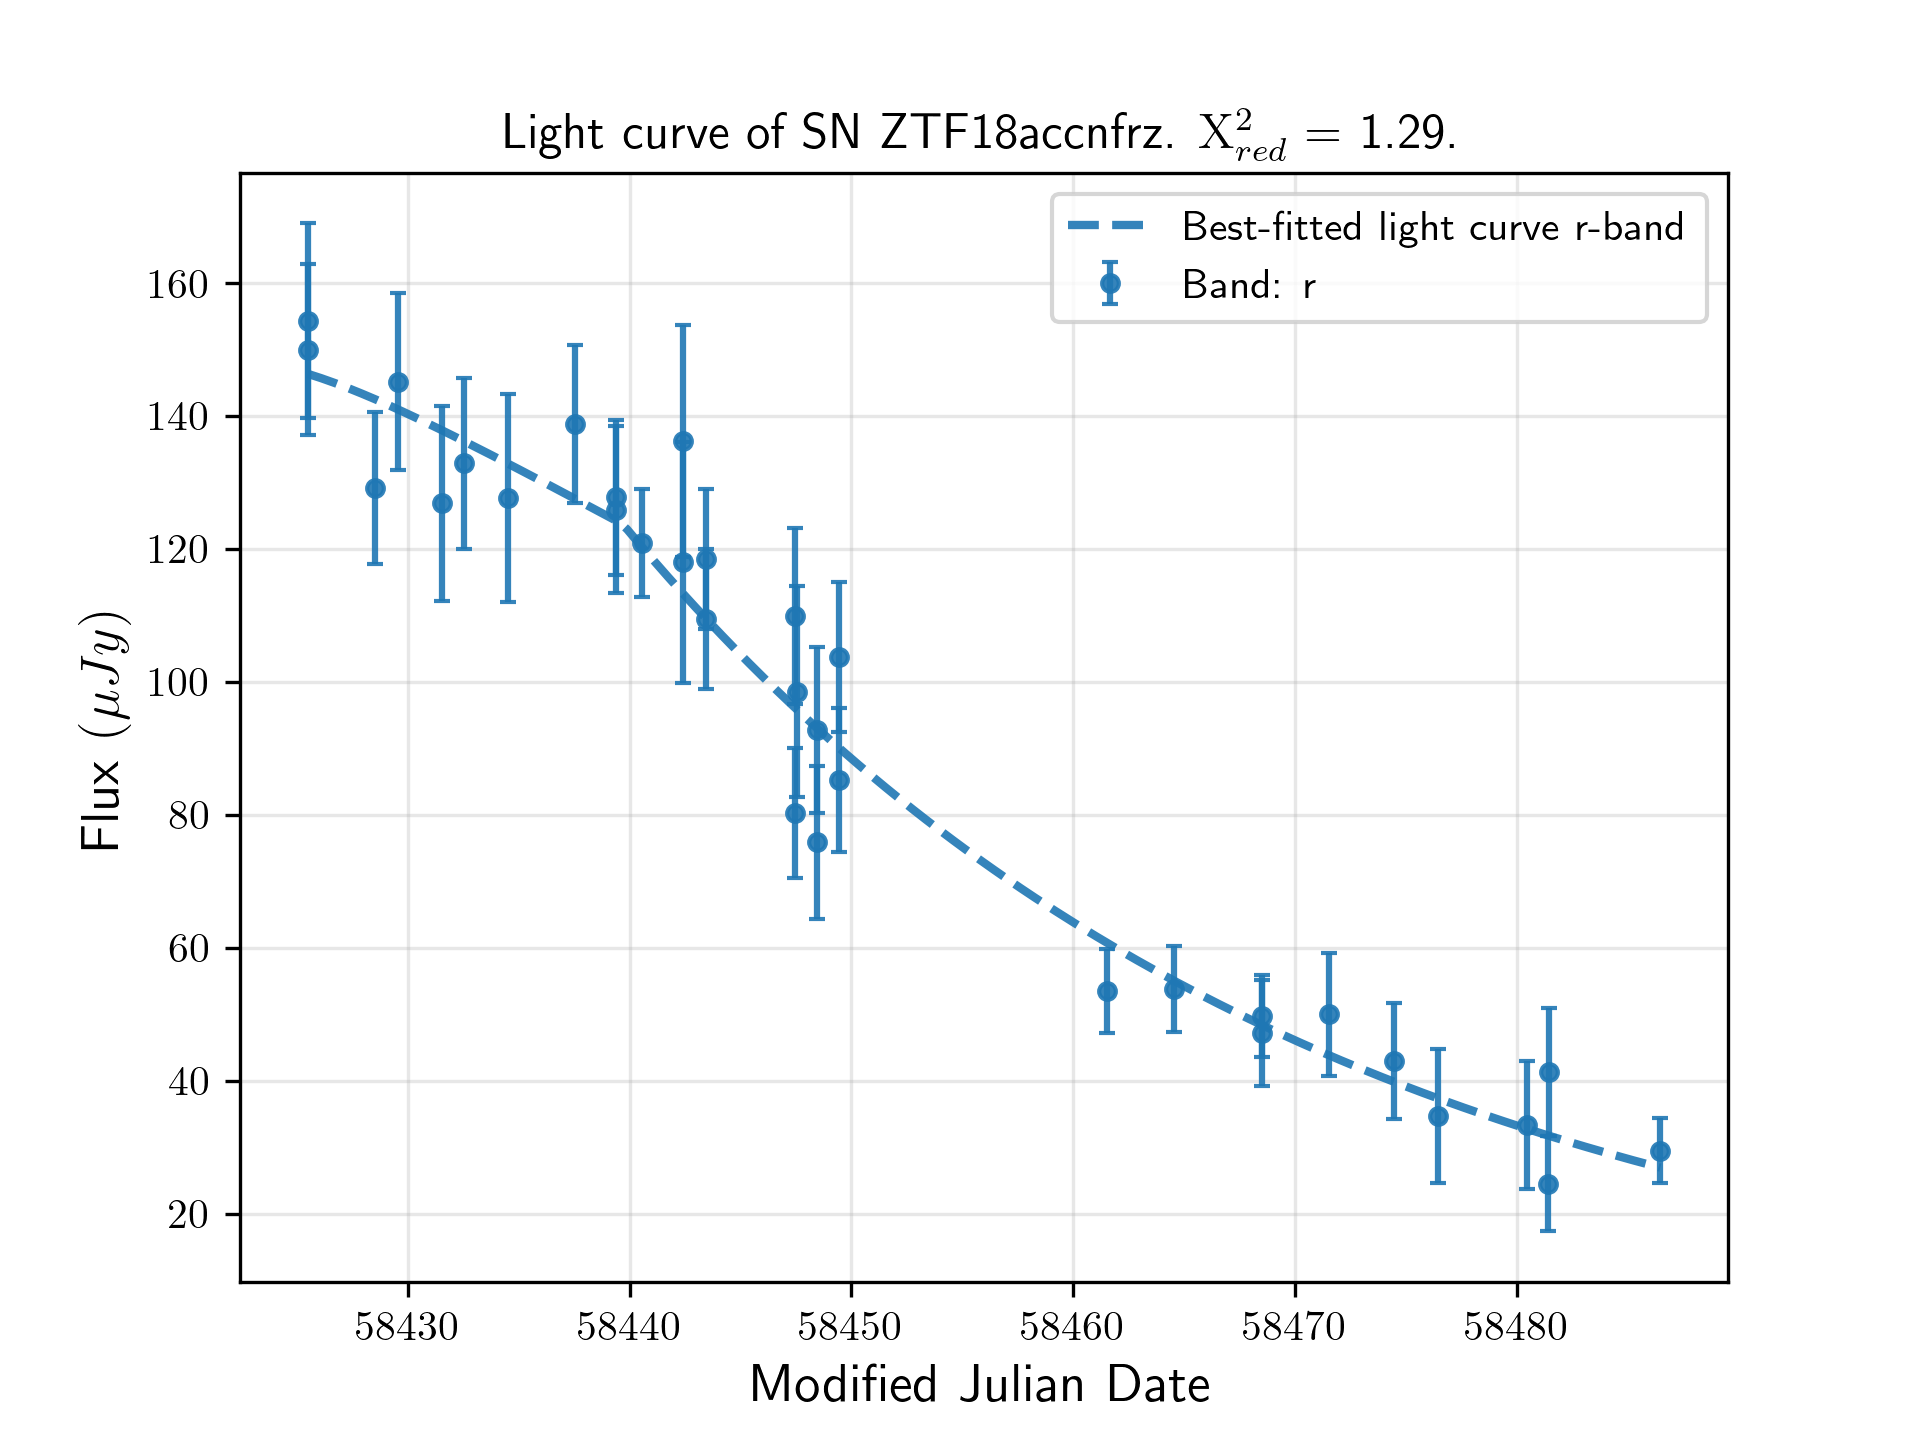 Light curve of SN ZTF18accnfrz. X²_red = 1.29.
Best-fitted light curve r-band
Band: r
160
140
120
100
80
60
40
20
Flux (μJy)
58430 58440 58450 58460 58470 58480
Modified Julian Date